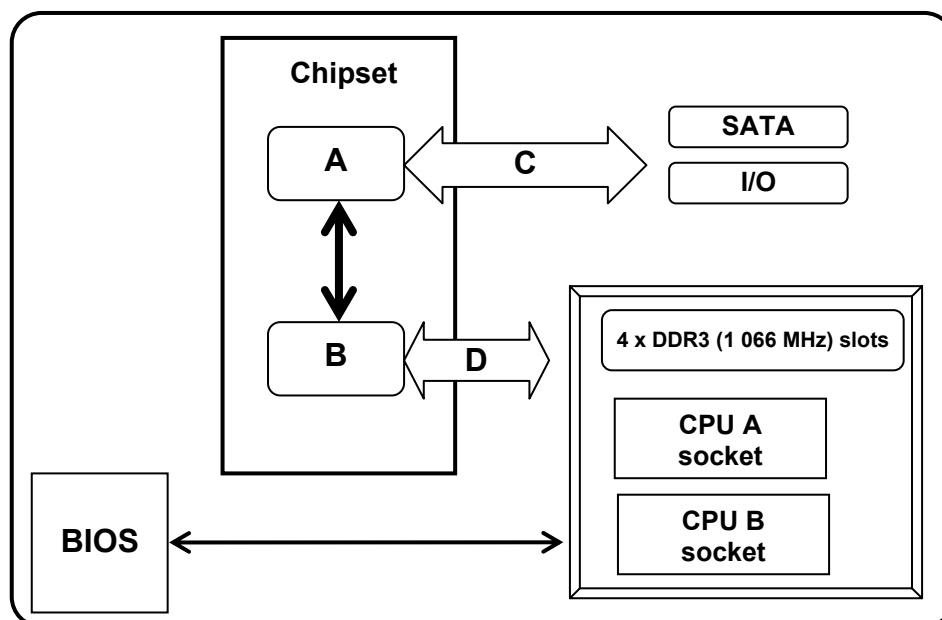 Chipset
A
C
SATA
I/O
B
D
4 x DDR3 (1 066 MHz) slots
CPU A
socket
CPU B
socket
BIOS